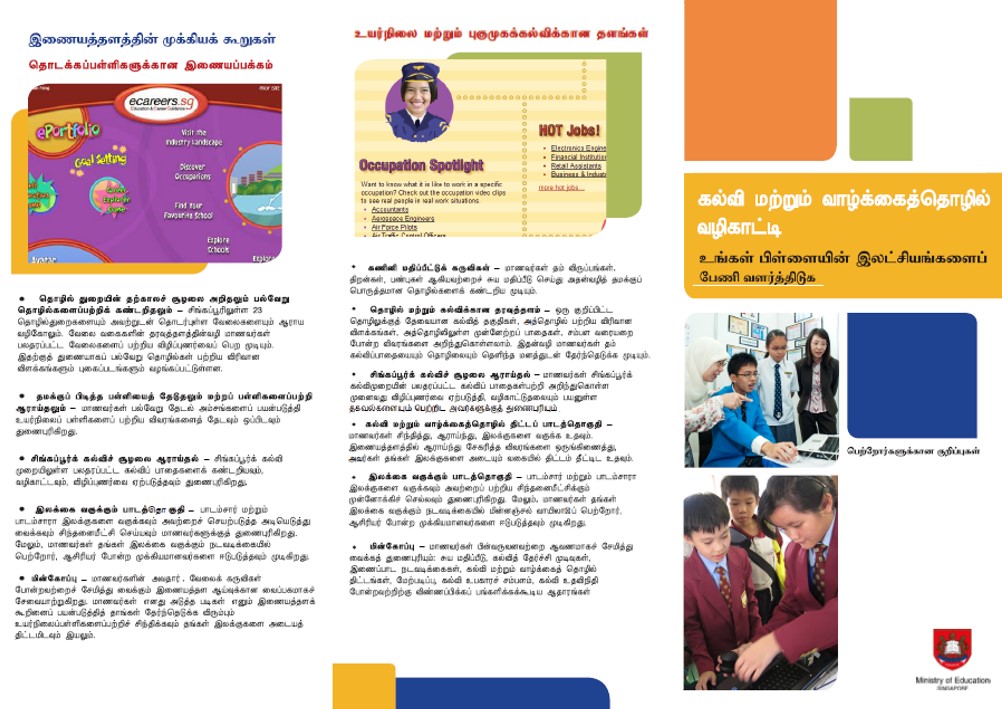 இணையத்தளத்தின் முக்கியக் கூறுகள்
தொடக்கப்பள்ளிகளுக்கான இணையப்பக்கம்
ecareers.sg
Education & Career Guidance
ePortfolio
Goal Setting
Visit the
Industry Landscape
Discover
Occupations
Find Your
Favourite School
Explore
Schools
• தொழில் துறையின் தற்காலச் சூழலை அறிதலும் பல்வேறு
தொழில்களைப்பற்றிக் கண்டறிதலும் – சிங்கப்பூரிலுள்ள 23
தொழில்துறைகளையும் அவற்றுடன் தொடர்புள்ள வேலைகளையும் ஆராய
வழிகோலும். வேலை வகைகளின் தரவுத்தளத்தின்வழி மாணவர்கள்
பலதரப்பட்ட வேலைகளைப் பற்றிய விழிப்புணர்வைப் பெற முடியும்.
இதற்குத் துணையாகப் பல்வேறு தொழில்கள் பற்றிய விரிவான
விளக்கங்களும் புகைப்படங்களும் வழங்கப்பட்டுள்ளன.
• தமக்குப் பிடித்த பள்ளியைத் தேடுதலும் மற்றப் பள்ளிகளைப்பற்றி
ஆராய்தலும் – மாணவர்கள் பல்வேறு தேடல் அம்சங்களைப் பயன்படுத்தி
உயர்நிலைப் பள்ளிகளைப் பற்றிய விவரங்களைத் தேடவும் ஒப்பிடவும்
துணைபுரிகிறது.
• சிங்கப்பூர்க் கல்விச் சூழலை ஆராய்தல் – சிங்கப்பூர்க் கல்வி
முறையிலுள்ள பலதரப்பட்ட கல்விப் பாதைகளைக் கண்டறியவும்,
வழிகாட்டவும், விழிப்புணர்வை ஏற்படுத்தவும் துணைபுரிகிறது.
• இலக்கை வகுக்கும் பாடத்தொகுதி – பாடம்சார் மற்றும்
பாடம்சாரா இலக்குகளை வகுக்கவும் அவற்றைச் செயற்படுத்த அடியெடுத்து
வைக்கவும் சிந்தனைமீட்சி செய்யவும் மாணவர்களுக்குத் துணைபுரிகிறது.
மேலும், மாணவர்கள் தங்கள் இலக்கை வகுக்கும் நடவடிக்கையில்
பெற்றோர், ஆசிரியர் போன்ற முக்கியமானவர்களை ஈடுபடுத்தவும் முடிகிறது.
• மின்கோப்பு – மாணவர்களின் அவதார், வேலைக் கருவிகள்
போன்றவற்றைச் சேமித்து வைக்கும் இணையத்தள ஆய்வுக்கான வைப்பகமாகச்
சேவையாற்றுகிறது. மாணவர்கள் எனது அடுத்த படிகள் எனும் இணையத்தளக்
கூறினைப் பயன்படுத்தித் தாங்கள் தேர்ந்தெடுக்க விரும்பும்
உயர்நிலைப்பள்ளிகளைப்பற்றிச் சிந்திக்கவும் தங்கள் இலக்குகளை அடையத்
திட்டமிடவும் இயலும்.
உயர்நிலை மற்றும் புகுமுகக்கல்விக்கான தளங்கள்
HOT Jobs!
• Electronics Engine
• Financial Institution
• Retail Assistants
• Business & Industr
more hot jobs...
Occupation Spotlight
Want to know what it is like to work in a specific
occupation? Check out the occupation video clips
to see real people in real work situations.
• Accountants
• Aerospace Engineers
• Air Force Pilots
• Air Traffic Control Officers
• கணினி மதிப்பீட்டுக் கருவிகள் – மாணவர்கள் தம் விருப்பங்கள்,
திறன்கள், பண்புகள் ஆகியவற்றைச் சுய மதிப்பீடு செய்து அதன்வழித் தமக்குப்
பொருத்தமான தொழில்களைக் கண்டறிய முடியும்.
• தொழில் மற்றும் கல்விக்கான தரவுத்தளம் – ஒரு குறிப்பிட்ட
தொழிலுக்குத் தேவையான கல்வித் தகுதிகள், அத்தொழில் பற்றிய விரிவான
விளக்கங்கள், அத்தொழிலிலுள்ள முன்னேற்றப் பாதைகள், சம்பள வரையறை
போன்ற விவரங்களை அறிந்துகொள்ளலாம். இதன்வழி மாணவர்கள் தம்
கல்விப்பாதையையும் தொழிலையும் தெளிந்த மனத்துடன் தேர்ந்தெடுக்க முடியும்.
• சிங்கப்பூர்க் கல்விச் சூழலை ஆராய்தல் – மாணவர்கள் சிங்கப்பூர்க்
கல்விமுறையின் பலதரப்பட்ட கல்விப் பாதைகள்பற்றி அறிந்துகொள்ள
முனைவது விழிப்புணர்வை ஏற்படுத்தி, வழிகாட்டுதலையும் பயனுள்ள
தகவல்களையும் பெற்றிட அவர்களுக்குத் துணைபுரியும்
• கல்வி மற்றும் வாழ்க்கைத்தொழில் திட்டப் பாடத்தொகுதி –
மாணவர்கள் சிந்தித்து, ஆராய்ந்து, இலக்குகளை வகுக்க உதவும்.
இணையத்தளத்தில் ஆராய்ந்து சேகரித்த விவரங்களை ஒருங்கிணைத்து,
அவர்கள் தங்கள் இலக்குகளை அடையும் வகையில் திட்டம் தீட்டிட உதவும்.
• இலக்கை வகுக்கும் பாடத்தொகுதி – பாடம்சார் மற்றும் பாடம்சாரா
இலக்குகளை வகுக்கவும் அவற்றைப் பற்றிய சிந்தனைமீட்சிக்கும்
முன்னோக்கிச் செல்லவும் துணைபுரிகிறது. மேலும், மாணவர்கள் தங்கள்
இலக்கை வகுக்கும் நடவடிக்கையில் மின்னஞ்சல் வாயிலாகப் பெற்றோர்,
ஆசிரியர் போன்ற முக்கியமானவர்களை ஈடுபடுத்தவும் முடிகிறது.
• மின்கோப்பு – மாணவர்கள் பின்வருவனவற்றை ஆவணமாகச் சேமித்து
வைக்கத் துணைபுரியும்: சுய மதிப்பீடு, கல்வித் தேர்ச்சி முடிவுகள்,
இணைப்பாட நடவடிக்கைகள், கல்வி மற்றும் வாழ்க்கைத் தொழில்
திட்டங்கள், மேற்படிப்பு, கல்வி உபகாரச் சம்பளம், கல்வி உதவிநிதி
போன்றவற்றிற்கு விண்ணப்பிக்கப் பங்களிக்கக்கூடிய ஆதாரங்கள்
கல்வி மற்றும் வாழ்க்கைத்தொழில்
வழிகாட்டி
உங்கள் பிள்ளையின் இலட்சியங்களைப்
பேணி வளர்த்திடுக
பெற்றோர்களுக்கான குறிப்புகள்
Ministry of Education
SINGAPORE